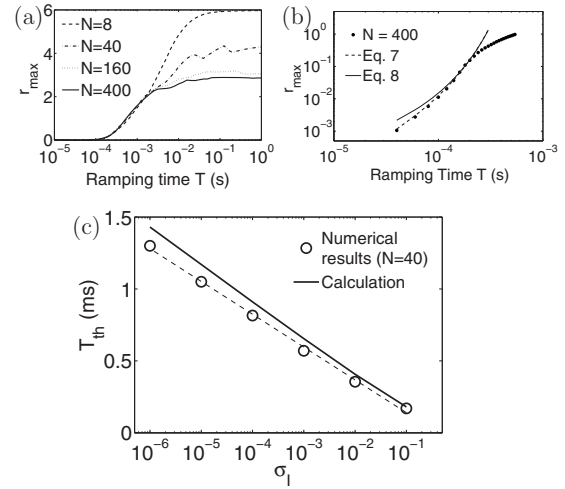 (a)
6
4
2
0
r_max
N=8
N=40
N=160
N=400
10^-5 10^-4 10^-3 10^-2 10^-1 10^0
Ramping time T (s)
(b)
10^0
10^-1
10^-2
10^-3
r_max
N = 400
Eq. 7
Eq. 8
10^-5 10^-4 10^-3
Ramping Time T (s)
(c)
1.5
1
0.5
0
T_th (ms)
Numerical
results (N=40)
Calculation
10^-6 10^-5 10^-4 10^-3 10^-2 10^-1
σ_I